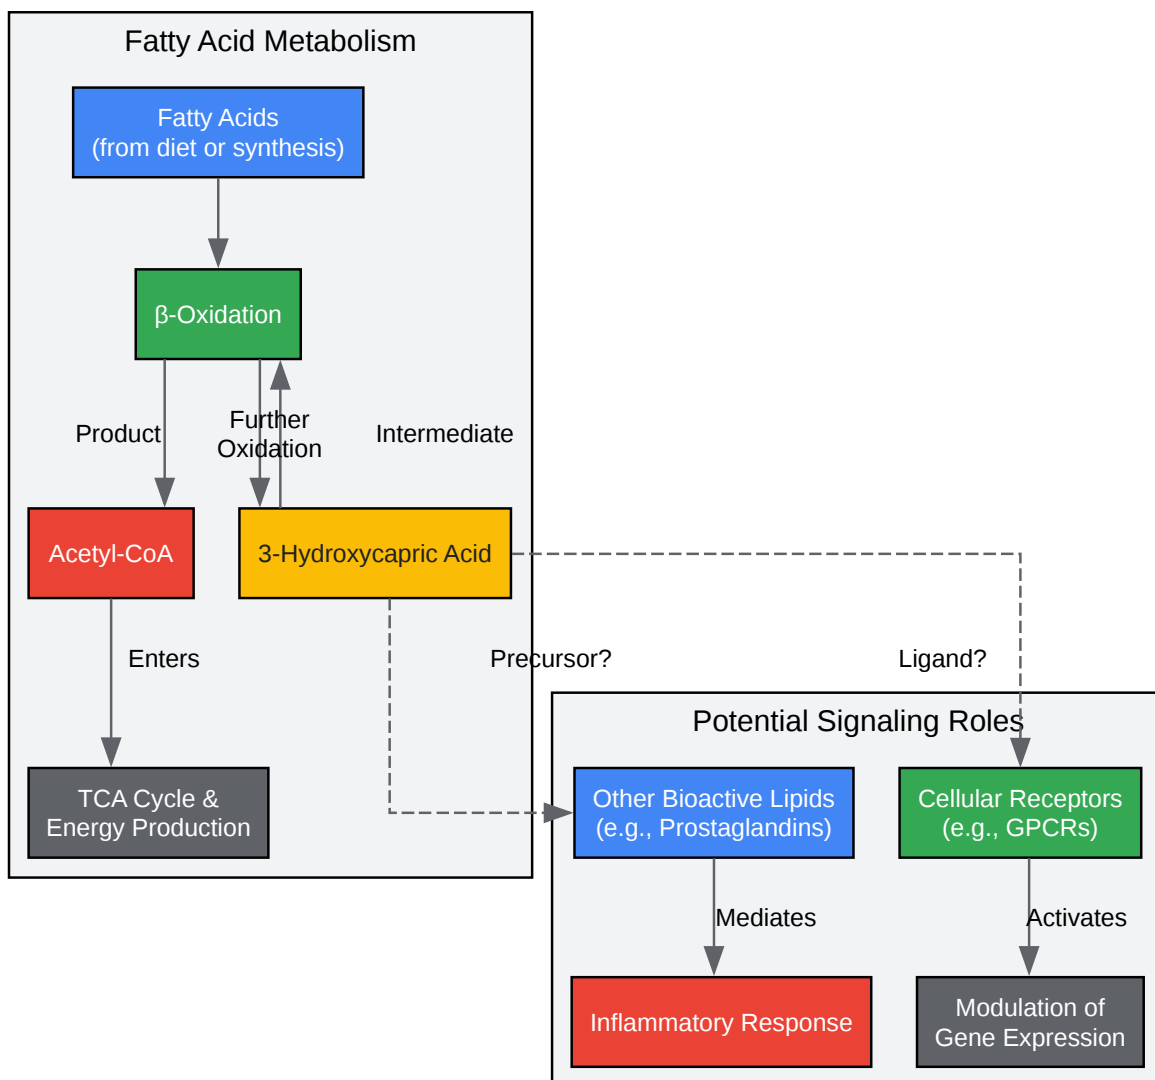 Fatty Acid Metabolism
Fatty Acids
(from diet or synthesis)
β-Oxidation
Product
Further
Oxidation
Intermediate
Acetyl-CoA
3-Hydroxycapric Acid
Enters
Precursor?
Ligand?
Potential Signaling Roles
TCA Cycle &
Energy Production
Other Bioactive Lipids
(e.g., Prostaglandins)
Cellular Receptors
(e.g., GPCRs)
Mediates
Activates
Inflammatory Response
Modulation of
Gene Expression